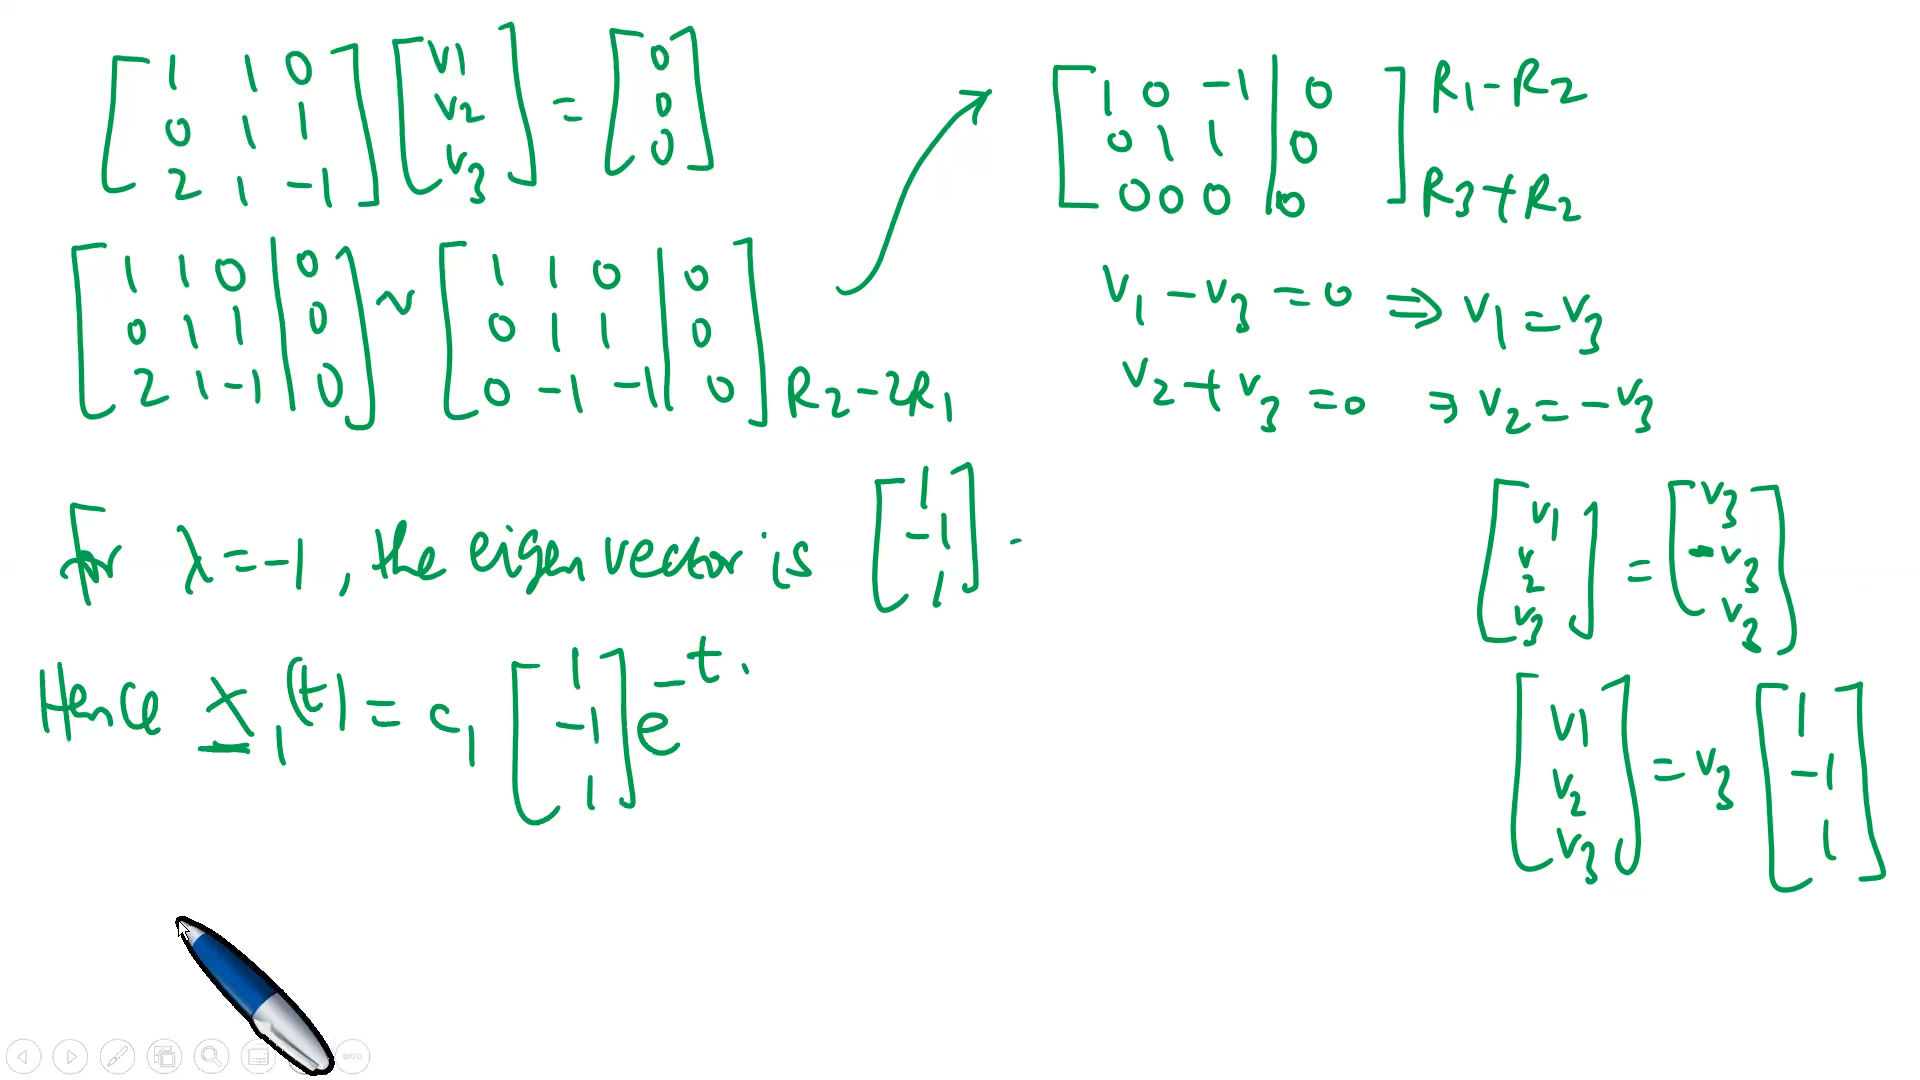 [1 1 0; 0 1 1; 2 1 -1] [v1; v2; v3] = [0; 0; 0]
[1 1 0 | 0; 0 1 1 | 0; 2 1 -1 | 0] ~ [1 1 0 | 0; 0 1 1 | 0; 0 -1 -1 | 0] R2-2R1
[1 0 -1 | 0; 0 1 1 | 0; 0 0 0 | 0] R1-R2 R3+R2
v1 - v3 = 0 ⇒ v1 = v3
v2 + v3 = 0 ⇒ v2 = -v3
[v1; v2; v3] = [v3; -v3; v3]
[v1; v2; v3] = v3 [1; -1; 1]
For λ = -1, the eigen vector is [1; -1; 1].
Hence x1(t) = c1 [1; -1; 1] e^-t.